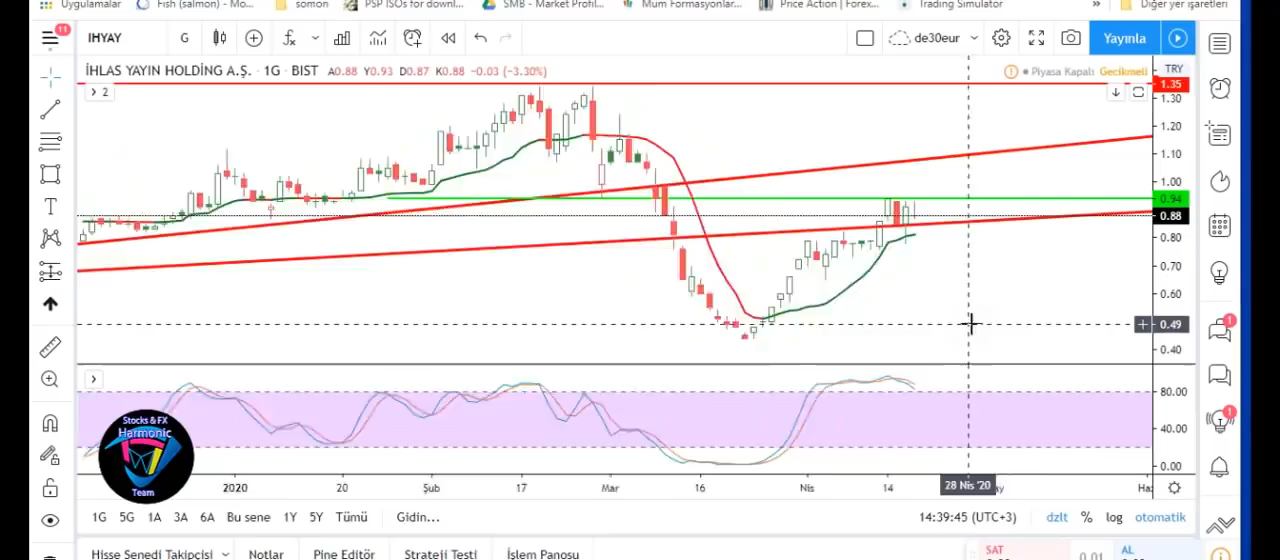 Uygulamalar Fish (salmon) - Mo... somon PSP ISOs for downl... SMB - Market Profil... Mum Formasyonlar... Price Action | Forex... Trading Simulator » Diğer yer işaretleri
11
IHYAY G de30eur Yayınla
İHLAS YAYIN HOLDİNG A.Ş. · 1G · BIST A0.88 Y0.93 D0.87 K0.88 -0.03 (-3.30%) Piyasa Kapalı Gecikmeli TRY
2
1.35
1.30
1.20
1.10
1.00
0.94
0.88
0.80
0.70
0.60
0.49
0.40
80.00
40.00
0.00
Stocks & FX
Harmonic
Team
2020 20 Şub 17 Mar 16 Nis 14 28 Nis '20
1G 5G 1A 3A 6A Bu sene 1Y 5Y Tümü Gidin... 14:39:45 (UTC+3) dzlt % log otomatik
1
1
Hisse Senedi Takipçisi Notlar Pine Editör Strateji Testi İşlem Panosu SAT 0.01 AL